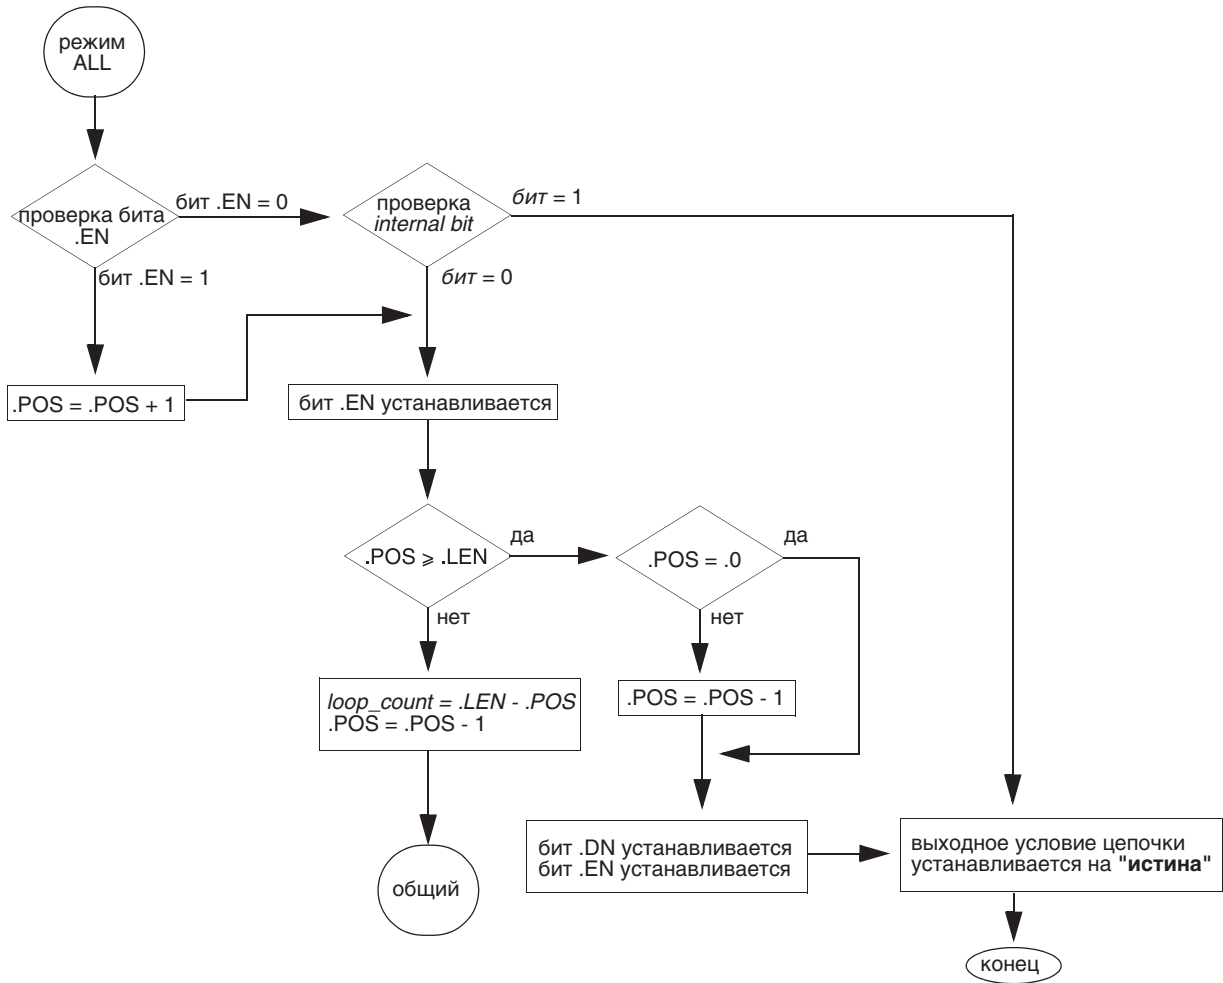 режим
ALL
проверка бита
.EN
бит .EN = 0
проверка
internal bit
бит = 1
бит .EN = 1
бит = 0
.POS = .POS + 1
бит .EN устанавливается
.POS ⩾ .LEN
да
.POS = .0
да
нет
нет
loop_count = .LEN - .POS
.POS = .POS - 1
.POS = .POS - 1
бит .DN устанавливается
бит .EN устанавливается
выходное условие цепочки
устанавливается на "истина"
общий
конец